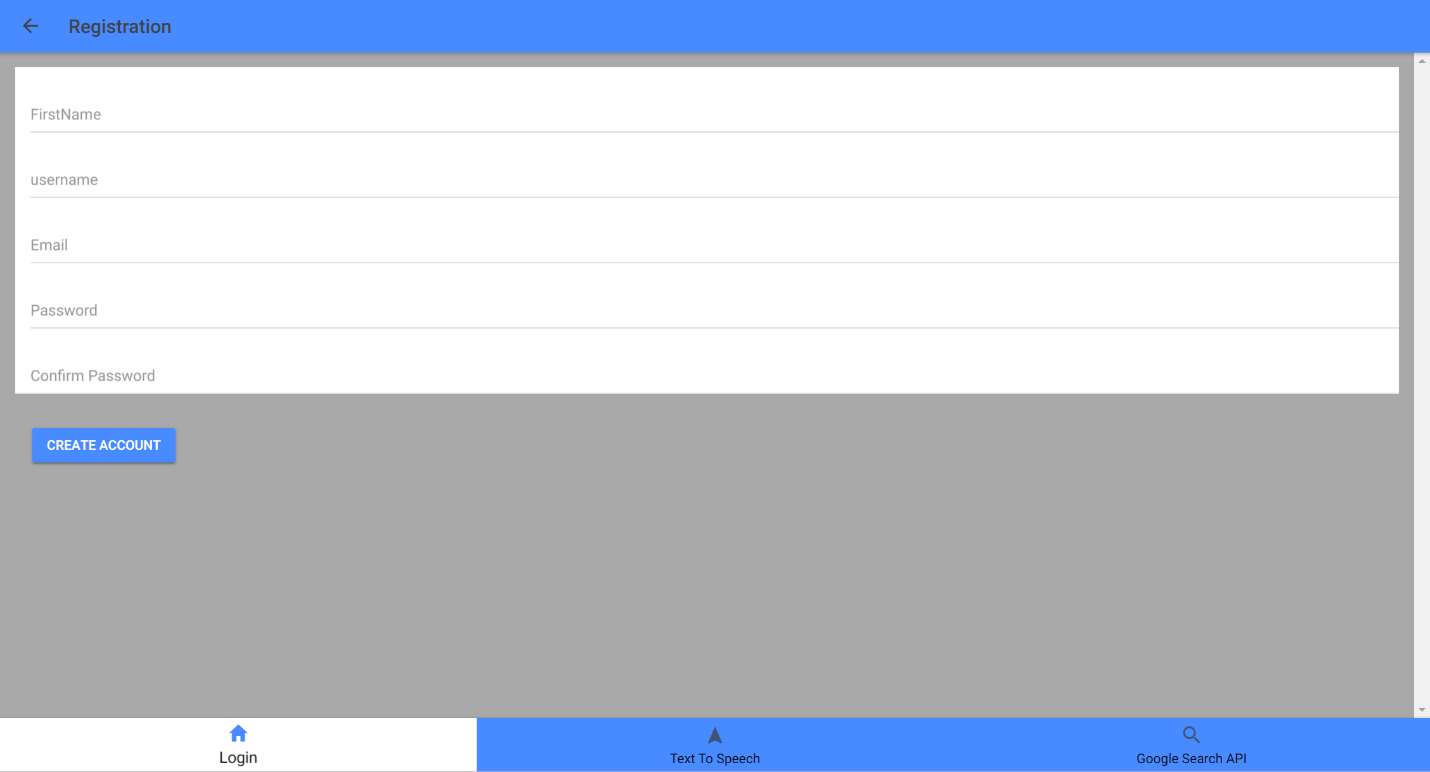 Registration
FirstName
username
Email
Password
Confirm Password
CREATE ACCOUNT
Login
Text To Speech
Google Search API